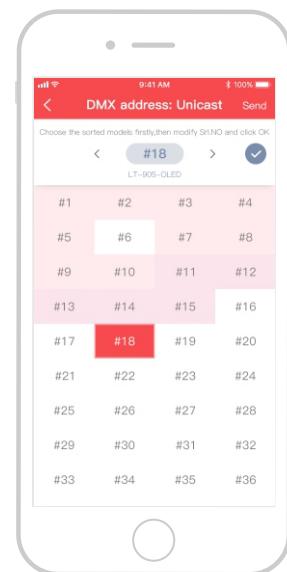 9:41 AM 100%
DMX address: Unicast Send
Choose the sorted models firstly,then modify Srl.NO and click OK
< #18 >
LT-905-OLED
#1 #2 #3 #4
#5 #6 #7 #8
#9 #10 #11 #12
#13 #14 #15 #16
#17 #18 #19 #20
#21 #22 #23 #24
#25 #26 #27 #28
#29 #30 #31 #32
#33 #34 #35 #36